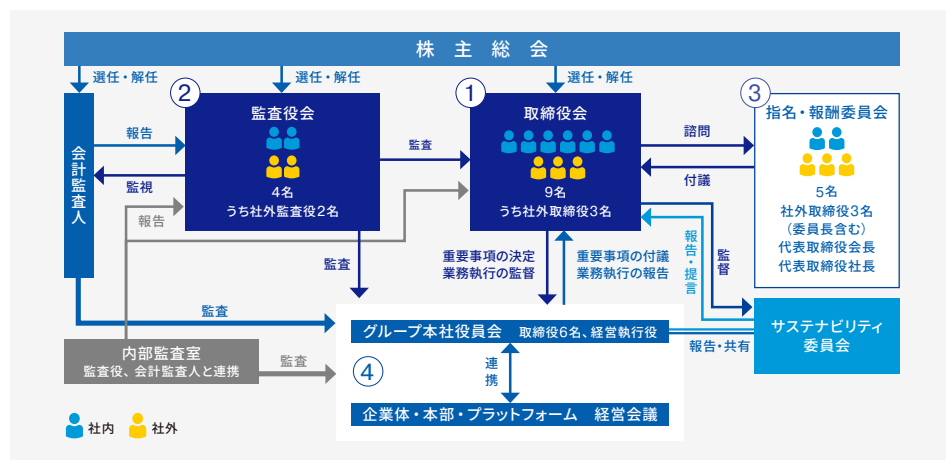 株 主 総 会
選任・解任
選任・解任
選任・解任
会計監査人
報告
監視
報告
②
監査役会
4名
うち社外監査役2名
監査
①
取締役会
9名
うち社外取締役3名
諮問
付議
③
指名・報酬委員会
5名
社外取締役3名
（委員長含む）
代表取締役会長
代表取締役社長
監査
重要事項の決定
業務執行の監督
重要事項の付議
業務執行の報告
報告・提言
監督
監査
グループ本社役員会 取締役6名、経営執行役
報告・共有
サステナビリティ
委員会
内部監査室
監査役、会計監査人と連携
監査
④
連携
企業体・本部・プラットフォーム 経営会議
社内
社外